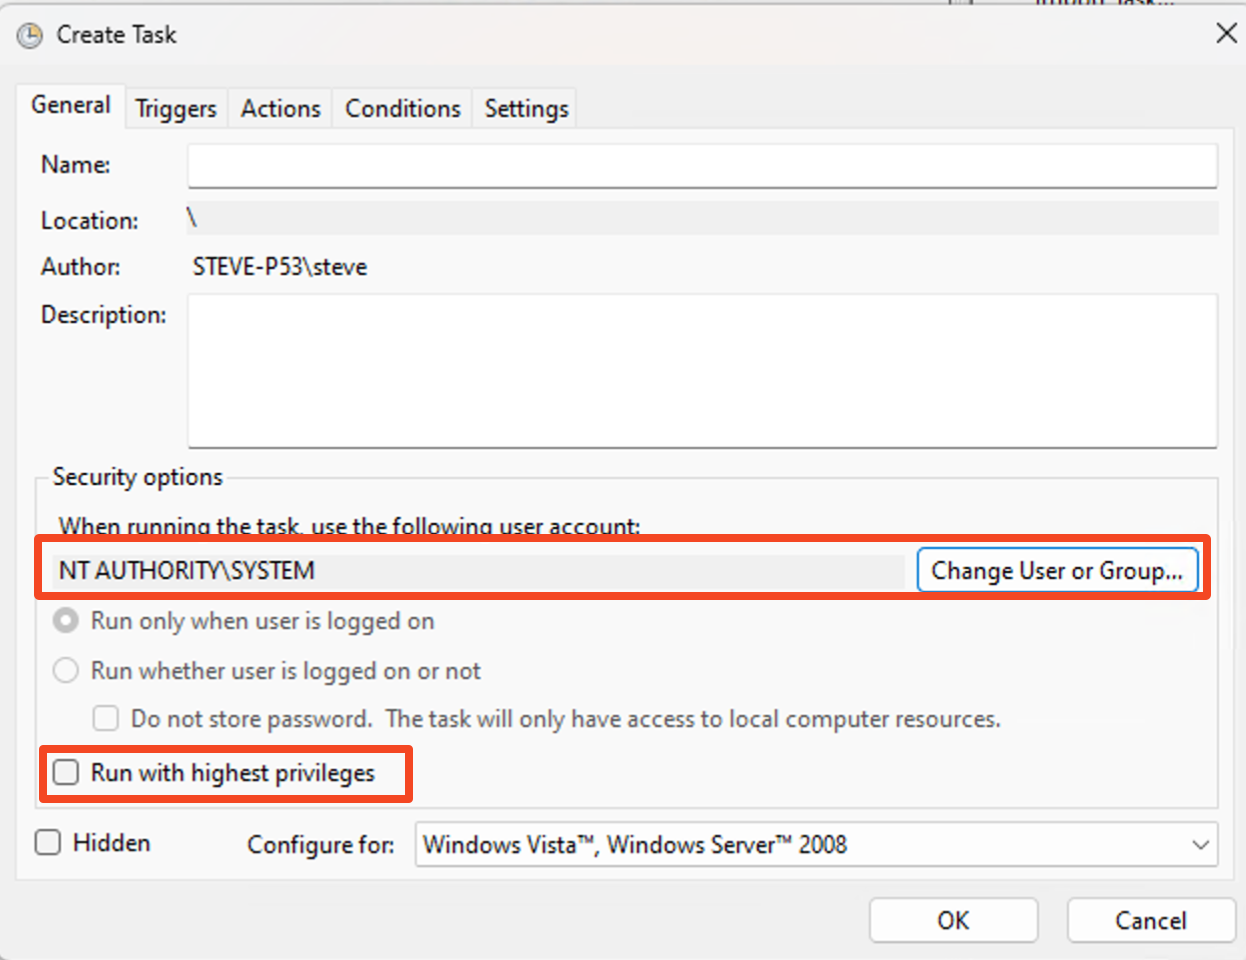 Import Task...
Create Task
General Triggers Actions Conditions Settings
Name:
Location: \
Author: STEVE-P53\steve
Description:
Security options
When running the task, use the following user account:
NT AUTHORITY\SYSTEM Change User or Group...
Run only when user is logged on
Run whether user is logged on or not
Do not store password. The task will only have access to local computer resources.
Run with highest privileges
Hidden Configure for: Windows Vista™, Windows Server™ 2008
OK Cancel